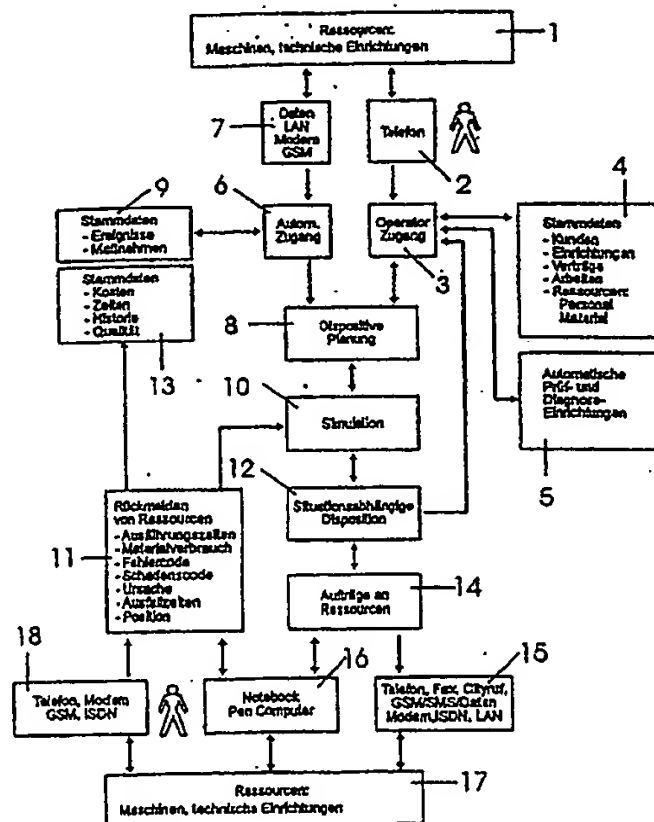 Ressourcen:
Maschinen, technische Einrichtungen
1
Daten
LAN
Modem
GSM
7
Telefon
2
9
6
4
Stammdaten
- Ereignisse
- Maßnahmen
Autom.
Zugang
Operator
Zugang
3
Stammdaten
- Kunden
- Einrichtungen
- Verträge
- Arbeiten
- Ressourcen:
Personal
Material
Stammdaten
- Kosten
- Zeiten
- Historie
- Qualität
13
8
Dispositive
Planung
10
Simulation
Automatische
Prüf- und
Diagnose-
Einrichtungen
5
12
Situationsabhängige
Disposition
11
Rückmelden
von Ressourcen
- Ausführungszeiten
- Materialverbrauch
- Fehlercode
- Schadenscode
- Ursache
- Ausfallzeiten
- Position
Aufträge an
Ressourcen
14
18
16
15
Telefon, Modem
GSM, ISDN
Notebook
Pen Computer
Telefon, Fax, Cityruf,
GSM/SMS/Daten
Modem,ISDN, LAN
Ressourcen:
Maschinen, technische Einrichtungen
17